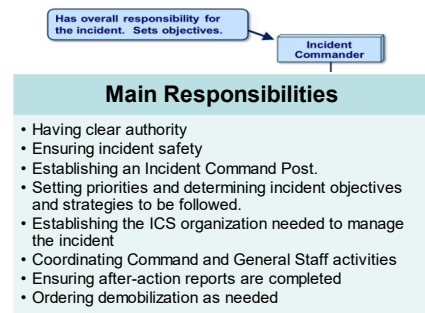 Has overall responsibility for
the incident. Sets objectives.
Incident
Commander
Main Responsibilities
• Having clear authority
• Ensuring incident safety
• Establishing an Incident Command Post.
• Setting priorities and determining incident objectives
and strategies to be followed.
• Establishing the ICS organization needed to manage
the incident
• Coordinating Command and General Staff activities
• Ensuring after-action reports are completed
• Ordering demobilization as needed